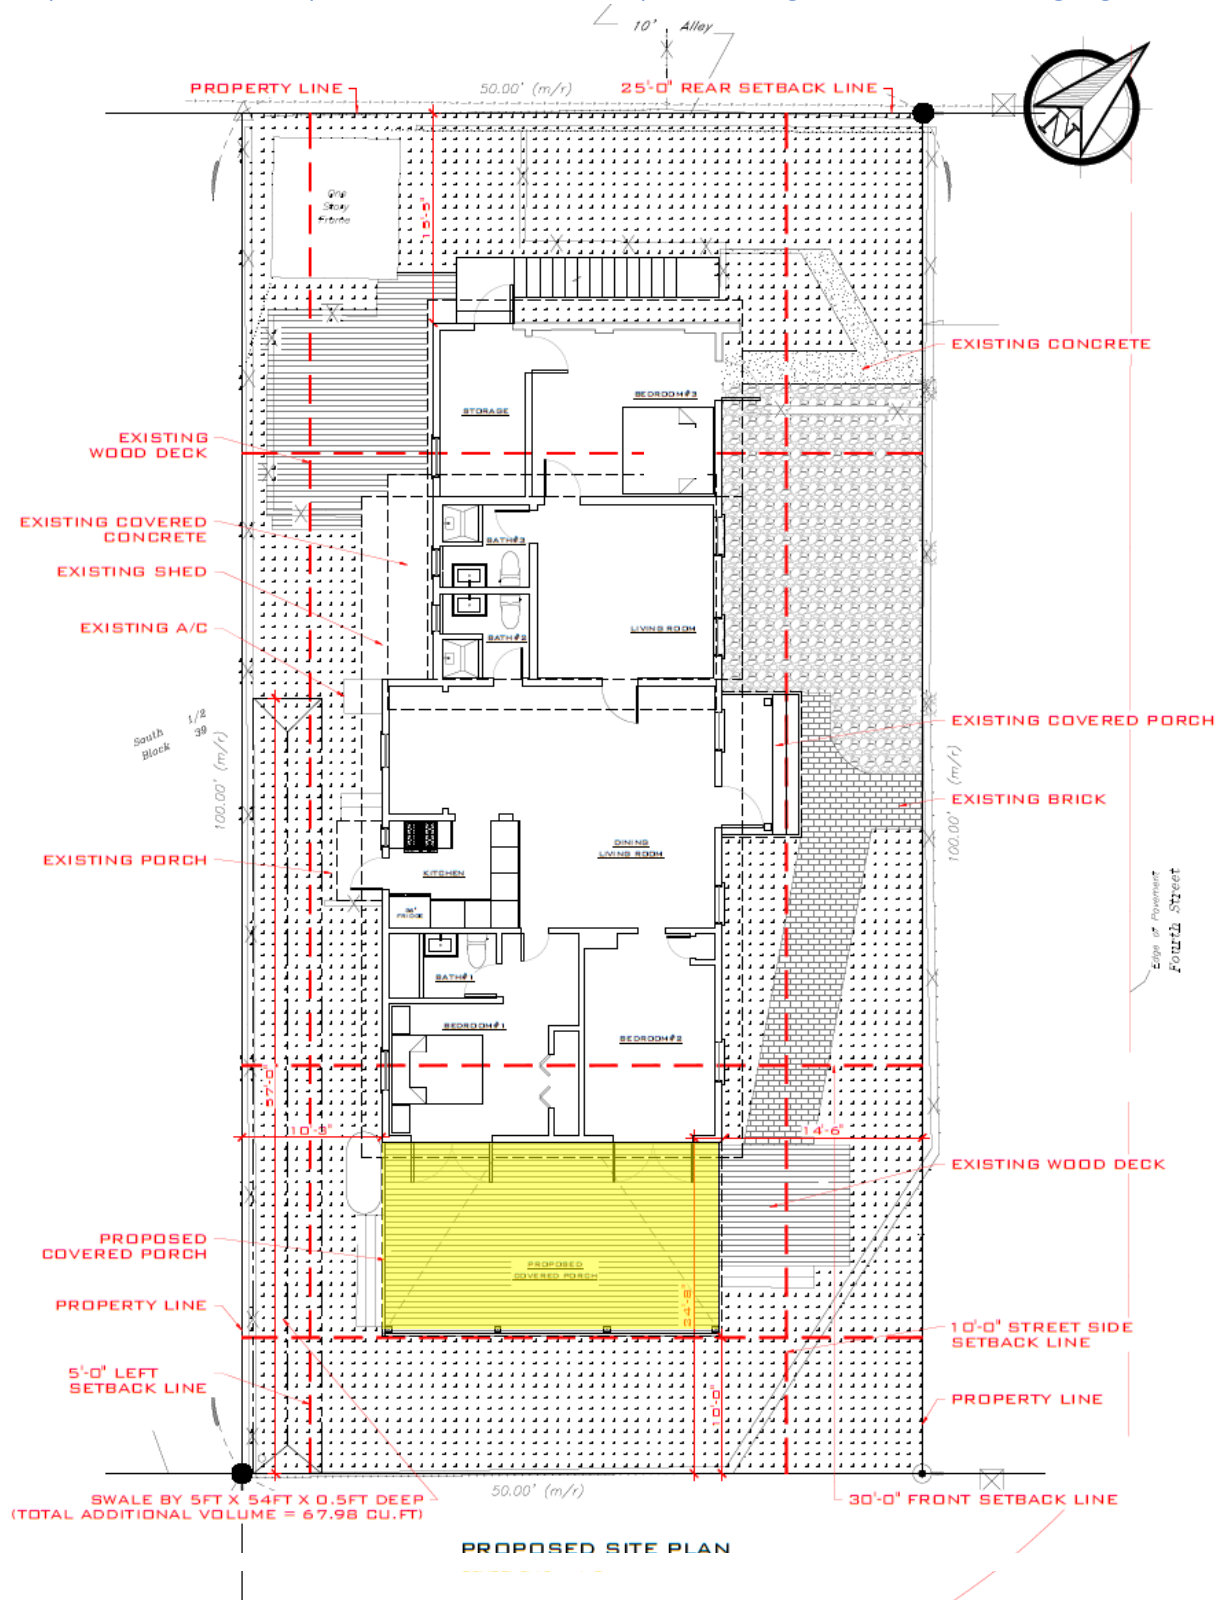 10' Alley
PROPERTY LINE
50.00' (m/r)
25'-0" REAR SETBACK LINE
N
One
Story
Frame
15'-5"
EXISTING CONCRETE
BEDROOM#3
STORAGE
EXISTING
WOOD DECK
EXISTING COVERED
CONCRETE
BATH#3
EXISTING SHED
EXISTING A/C
LIVING ROOM
BATH#2
South 1/2
Block 39
100.00' (m/r)
EXISTING COVERED PORCH
100.00' (m/r)
EXISTING BRICK
DINING
LIVING ROOM
EXISTING PORCH
KITCHEN
36"
FRIDGE
Edge of Pavement
Fourth Street
BATH#1
BEDROOM#1
BEDROOM#2
57'-0"
10'-3"
14'-6"
EXISTING WOOD DECK
PROPOSED
COVERED PORCH
PROPOSED
COVERED PORCH
24'-8"
PROPERTY LINE
10'-0" STREET SIDE
SETBACK LINE
5'-0" LEFT
SETBACK LINE
10'-0"
PROPERTY LINE
50.00' (m/r)
SWALE BY 5FT X 54FT X 0.5FT DEEP
(TOTAL ADDITIONAL VOLUME = 67.98 CU.FT)
30'-0" FRONT SETBACK LINE
PROPOSED SITE PLAN